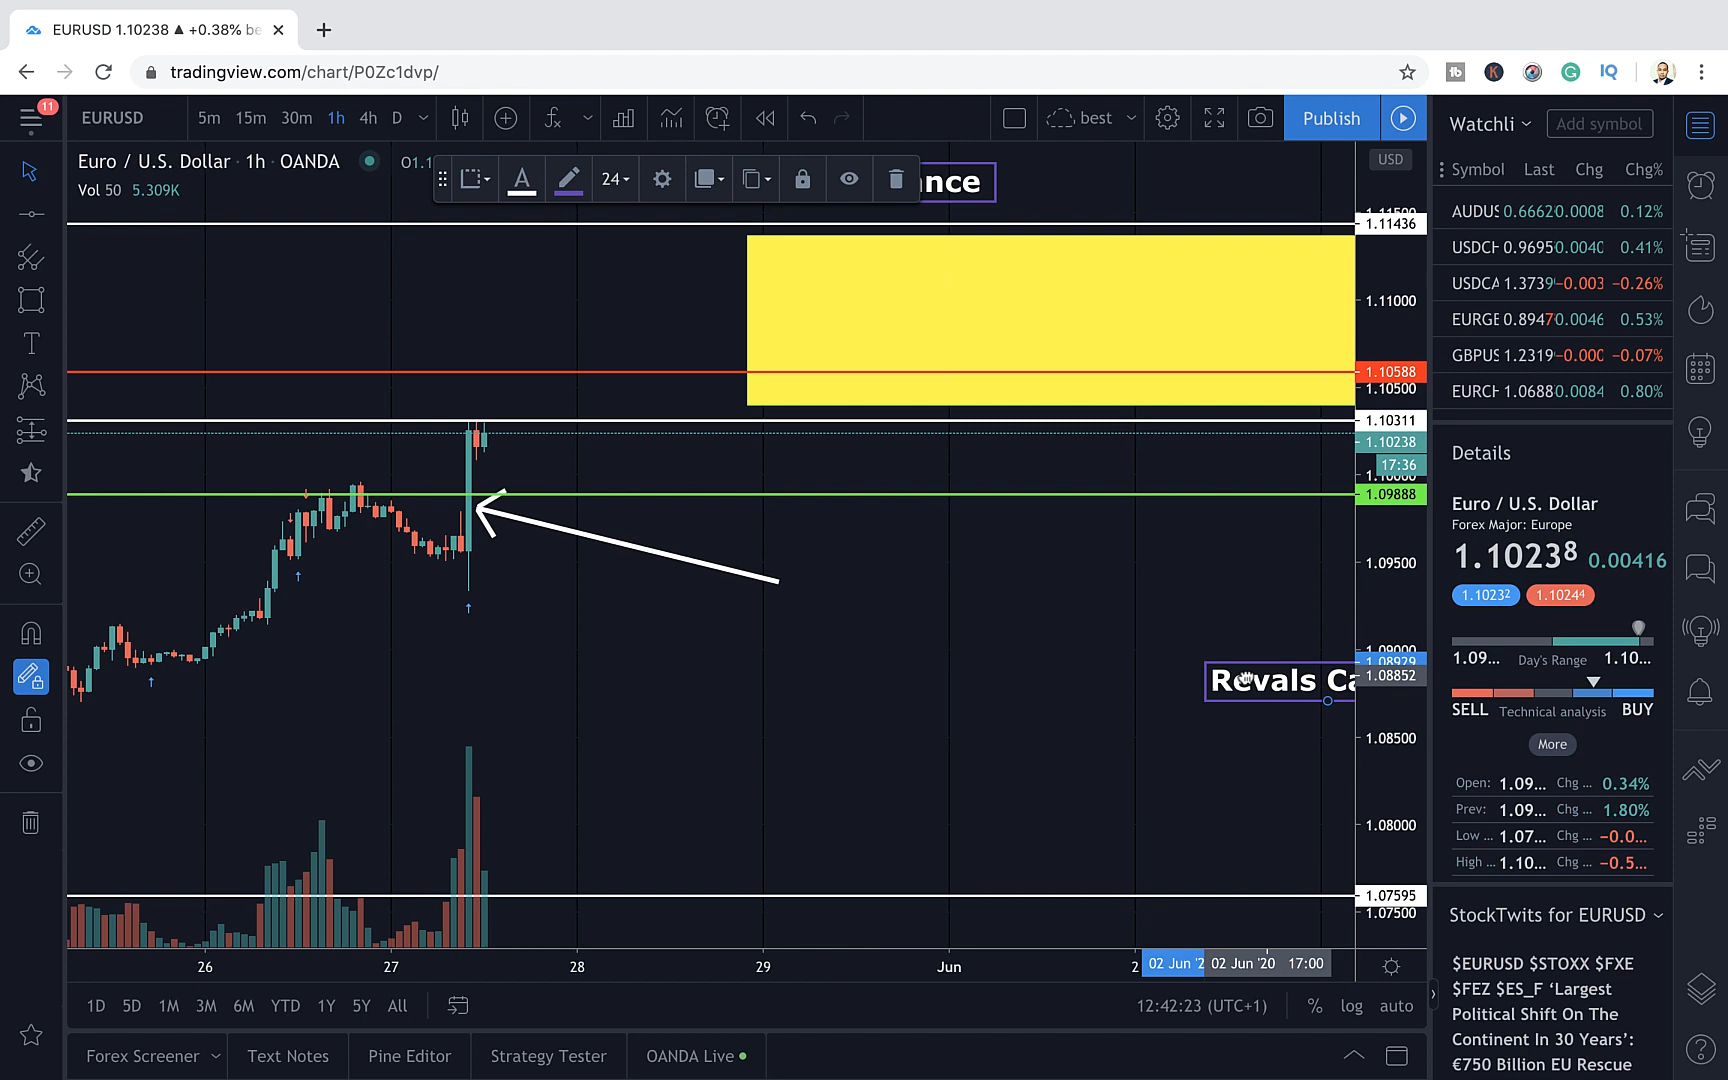 EURUSD 1.10238 ▲ +0.38% be
tradingview.com/chart/P0Zc1dvp/
11
EURUSD 5m 15m 30m 1h 4h D best Publish
Euro / U.S. Dollar · 1h · OANDA O1.1
Vol 50 5.309K
24
nce
USD
1.11436
1.11000
1.10588
1.10500
1.10311
1.10238
17:36
1.09888
1.09500
1.08852
1.08500
1.08000
1.07595
1.07500
Revals Ca
26 27 28 29 Jun 2 02 Jun '2 02 Jun '20 17:00
1D 5D 1M 3M 6M YTD 1Y 5Y All 12:42:23 (UTC+1) % log auto
Forex Screener Text Notes Pine Editor Strategy Tester OANDA Live
Watchli Add symbol
Symbol Last Chg Chg%
AUDUS 0.6662 0.0008 0.12%
USDCH 0.9695 0.0040 0.41%
USDCA 1.3739 −0.003 −0.26%
EURGE 0.8947 0.0046 0.53%
GBPUS 1.2319 −0.000 −0.07%
EURCH 1.0688 0.0084 0.80%
Details
Euro / U.S. Dollar
Forex Major: Europe
1.10238 0.00416
1.10232 1.10244
1.09... Day's Range 1.10...
SELL Technical analysis BUY
More
Open: 1.09... Chg ... 0.34%
Prev: 1.09... Chg ... 1.80%
Low ... 1.07... Chg ... −0.0...
High ... 1.10... Chg ... −0.5...
StockTwits for EURUSD
$EURUSD $STOXX $FXE
$FEZ $ES_F ‘Largest
Political Shift On The
Continent In 30 Years’:
€750 Billion EU Rescue